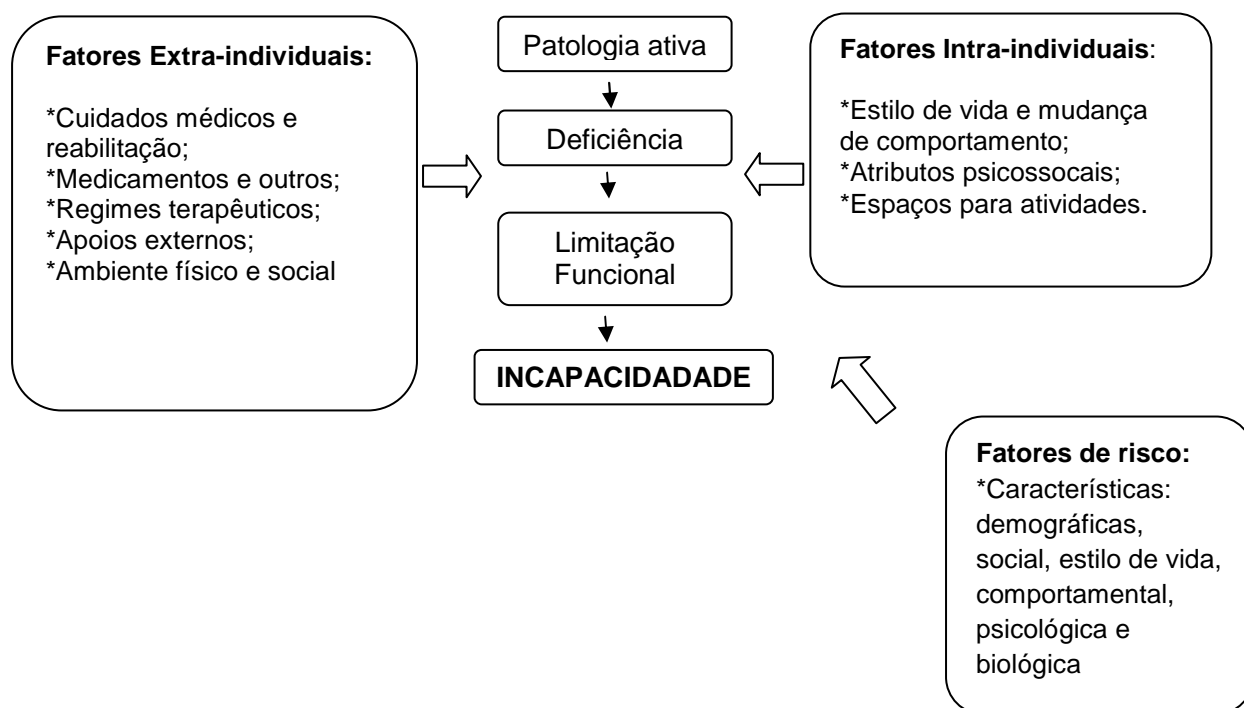 Fatores Extra-individuais:
*Cuidados médicos e
reabilitação;
*Medicamentos e outros;
*Regimes terapêuticos;
*Apoios externos;
*Ambiente físico e social
Patologia ativa
Deficiência
Limitação
Funcional
INCAPACIDADADE
Fatores Intra-individuais:
*Estilo de vida e mudança
de comportamento;
*Atributos psicossocais;
*Espaços para atividades.
Fatores de risco:
*Características:
demográficas,
social, estilo de vida,
comportamental,
psicológica e
biológica